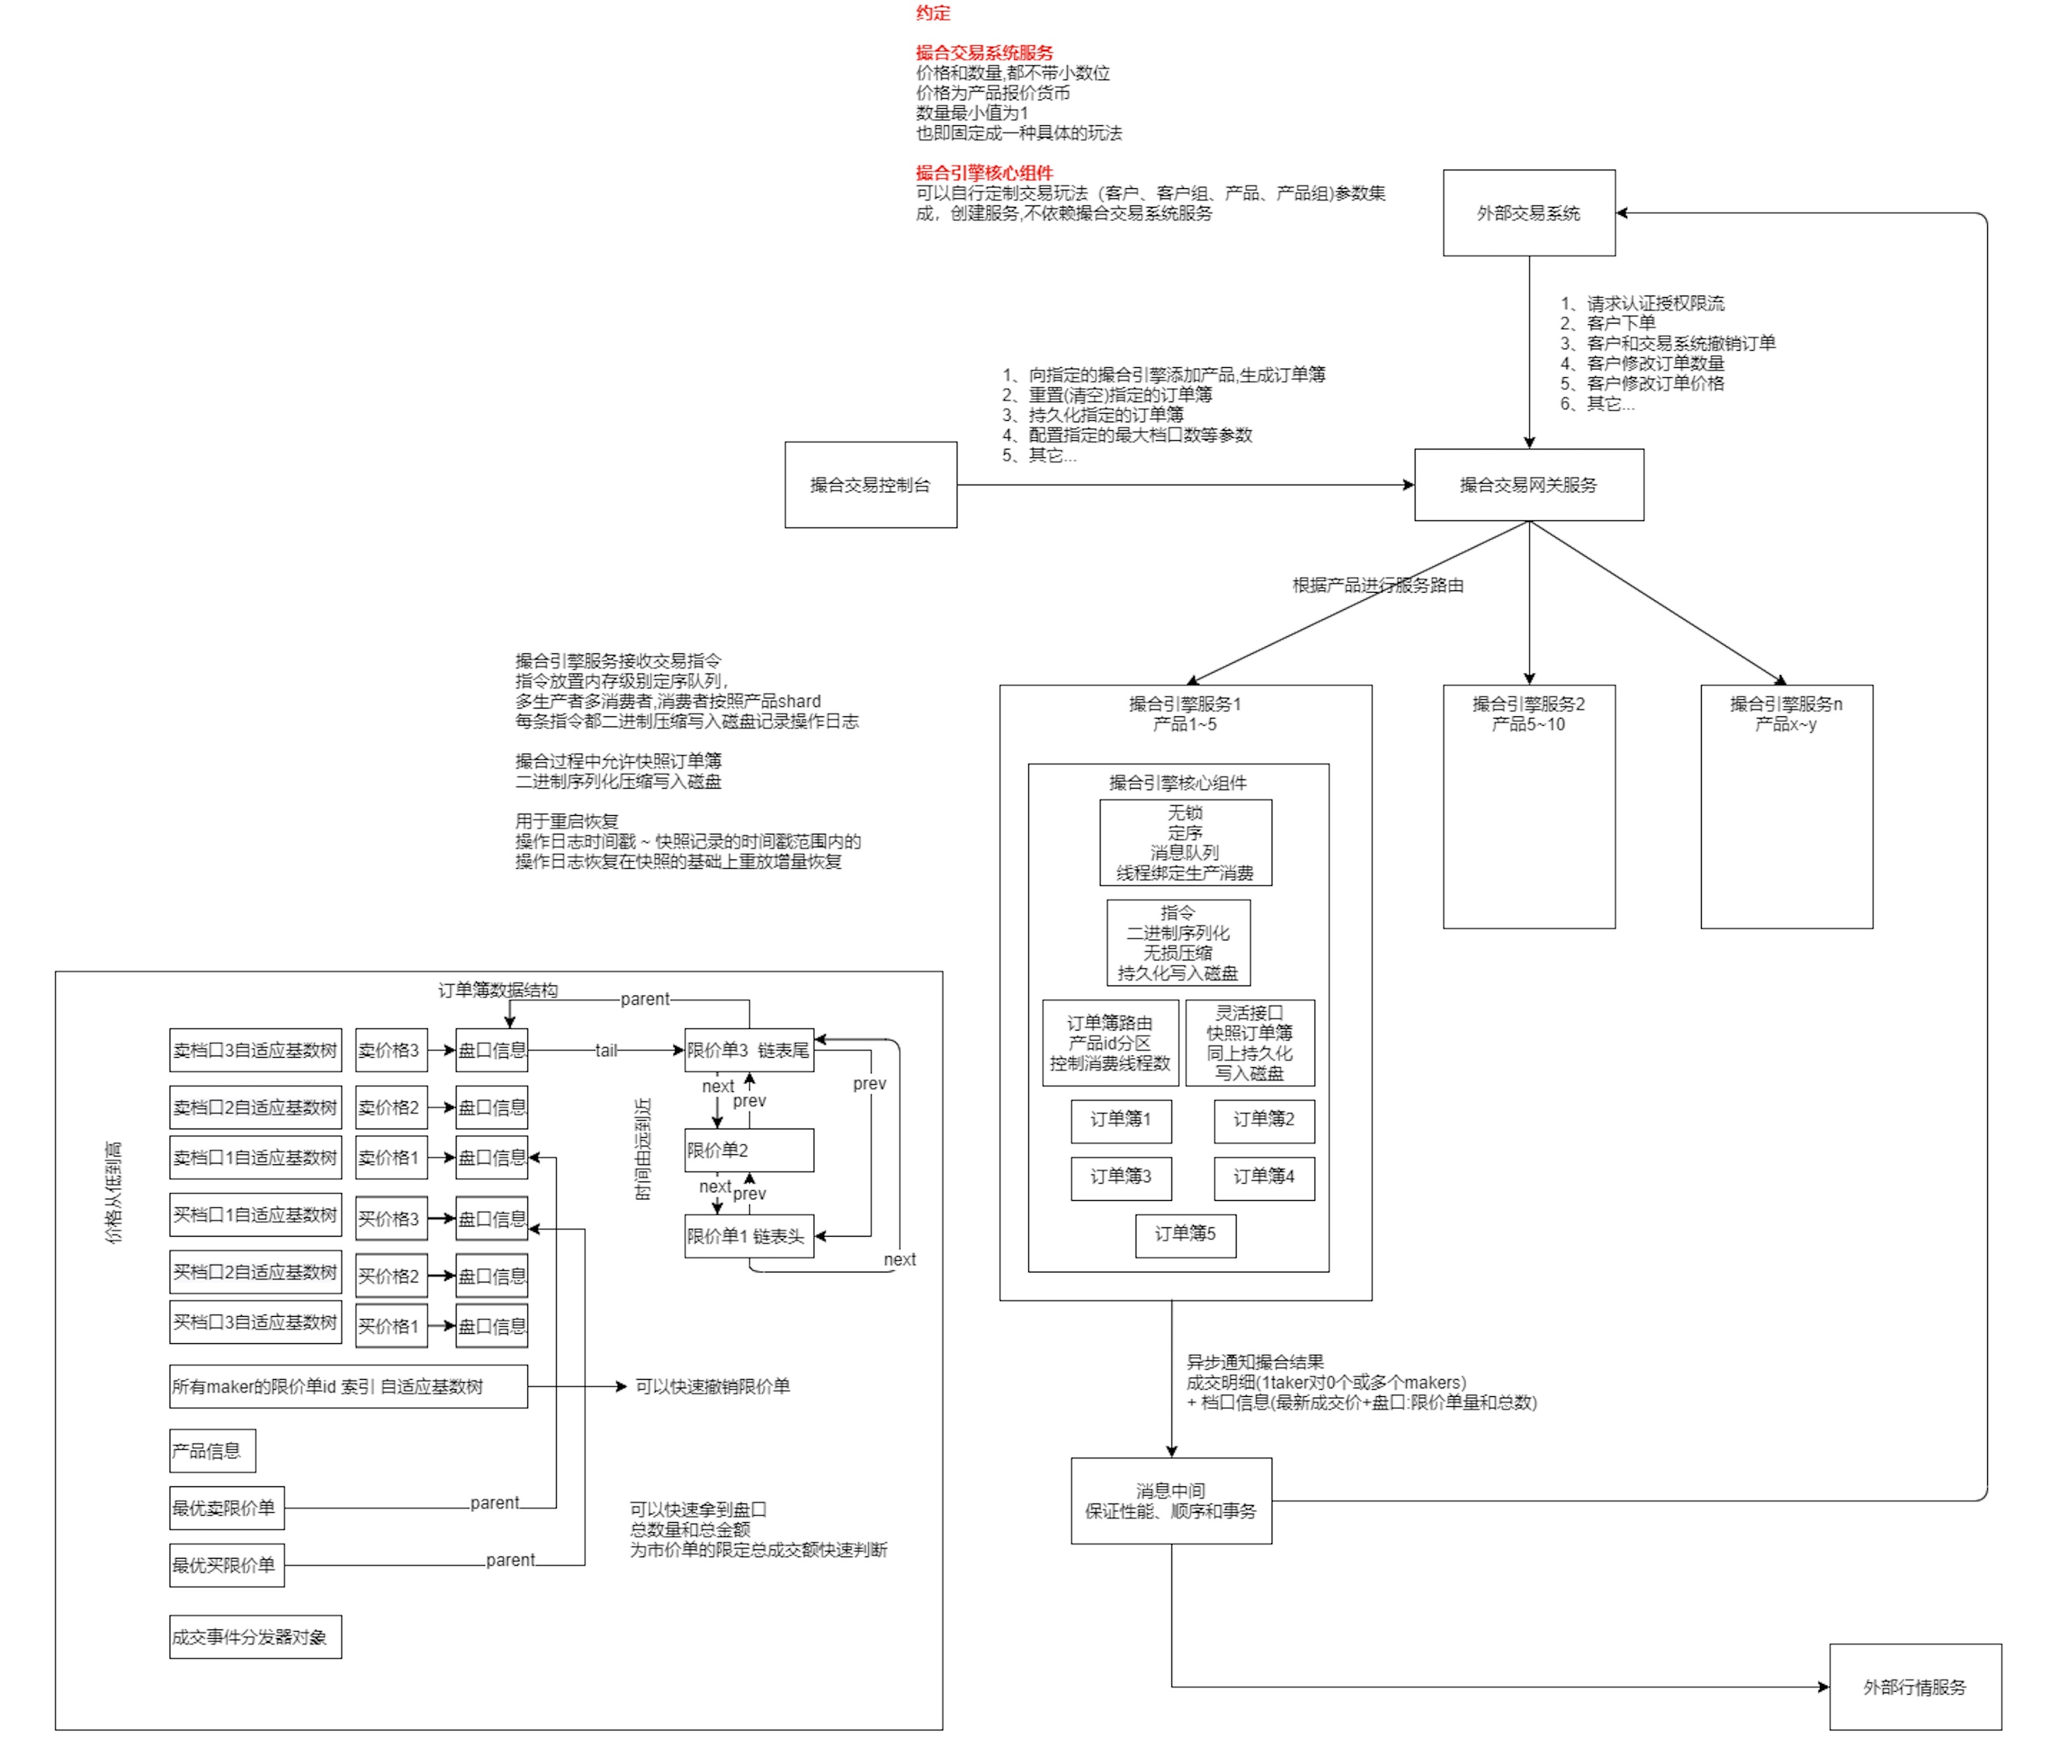 约定
撮合交易系统服务
价格和数量,都不带小数位
价格为产品报价货币
数量最小值为1
也即固定成一种具体的玩法
撮合引擎核心组件
可以自行定制交易玩法（客户、客户组、产品、产品组)参数集
成，创建服务,不依赖撮合交易系统服务
外部交易系统
1、请求认证授权限流
2、客户下单
3、客户和交易系统撤销订单
4、客户修改订单数量
5、客户修改订单价格
6、其它...
1、向指定的撮合引擎添加产品,生成订单簿
2、重置(清空)指定的订单簿
3、持久化指定的订单簿
4、配置指定的最大档口数等参数
5、其它...
撮合交易控制台
撮合交易网关服务
根据产品进行服务路由
撮合引擎服务接收交易指令
指令放置内存级别定序队列，
多生产者多消费者,消费者按照产品shard
每条指令都二进制压缩写入磁盘记录操作日志
撮合过程中允许快照订单簿
二进制序列化压缩写入磁盘
用于重启恢复
操作日志时间戳 ~ 快照记录的时间戳范围内的
操作日志恢复在快照的基础上重放增量恢复
撮合引擎服务1
产品1~5
撮合引擎服务2
产品5~10
撮合引擎服务n
产品x~y
撮合引擎核心组件
无锁
定序
消息队列
线程绑定生产消费
指令
二进制序列化
无损压缩
持久化写入磁盘
订单簿路由
产品id分区
控制消费线程数
灵活接口
快照订单簿
同上持久化
写入磁盘
订单簿1
订单簿2
订单簿3
订单簿4
订单簿5
订单簿数据结构
parent
卖档口3自适应基数树
卖价格3
盘口信息
tail
限价单3 链表尾
next
prev
prev
卖档口2自适应基数树
卖价格2
盘口信息
时间由远到近
限价单2
价格从低到高
卖档口1自适应基数树
卖价格1
盘口信息
next
prev
买档口1自适应基数树
买价格3
盘口信息
限价单1 链表头
next
买档口2自适应基数树
买价格2
盘口信息
买档口3自适应基数树
买价格1
盘口信息
所有maker的限价单id 索引 自适应基数树
可以快速撤销限价单
产品信息
最优卖限价单
parent
最优买限价单
parent
可以快速拿到盘口
总数量和总金额
为市价单的限定总成交额快速判断
成交事件分发器对象
异步通知撮合结果
成交明细(1taker对0个或多个makers)
+ 档口信息(最新成交价+盘口:限价单量和总数)
消息中间
保证性能、顺序和事务
外部行情服务